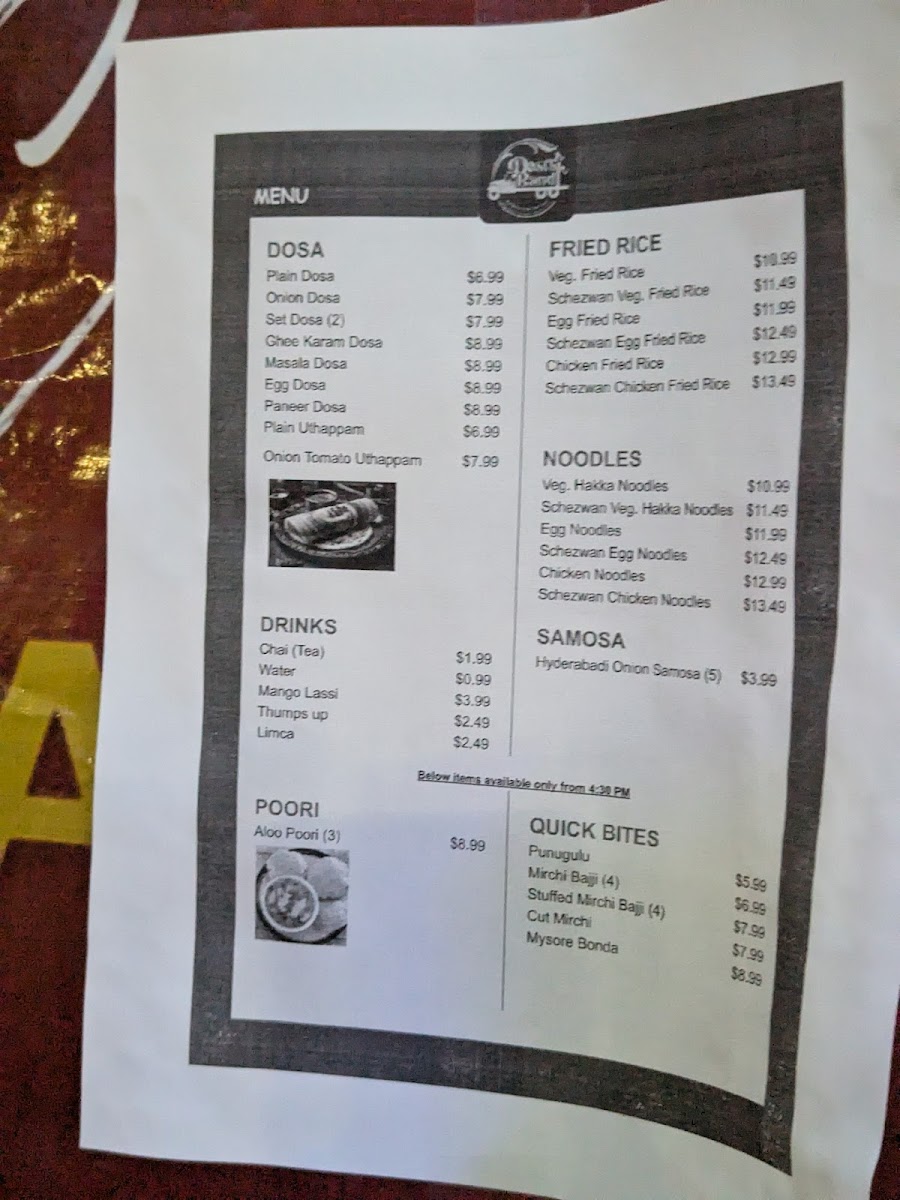 MENU
DOSA
Plain Dosa $6.99
Onion Dosa $7.99
Set Dosa (2) $7.99
Ghee Karam Dosa $8.99
Masala Dosa $8.99
Egg Dosa $8.99
Paneer Dosa $8.99
Plain Uthappam $6.99
Onion Tomato Uthappam $7.99
DRINKS
Chai (Tea) $1.99
Water $0.99
Mango Lassi $3.99
Thumps up $2.49
Limca $2.49
FRIED RICE
Veg. Fried Rice $10.99
Schezwan Veg. Fried Rice $11.49
Egg Fried Rice $11.99
Schezwan Egg Fried Rice $12.49
Chicken Fried Rice $12.99
Schezwan Chicken Fried Rice $13.49
NOODLES
Veg. Hakka Noodles $10.99
Schezwan Veg. Hakka Noodles $11.49
Egg Noodles $11.99
Schezwan Egg Noodles $12.49
Chicken Noodles $12.99
Schezwan Chicken Noodles $13.49
SAMOSA
Hyderabadi Onion Samosa (5) $3.99
Below items available only from 4:30 PM
POORI
Aloo Poori (3) $8.99
QUICK BITES
Punugulu $5.99
Mirchi Bajji (4) $6.99
Stuffed Mirchi Bajji (4) $7.99
Cut Mirchi $7.99
Mysore Bonda $8.99
A